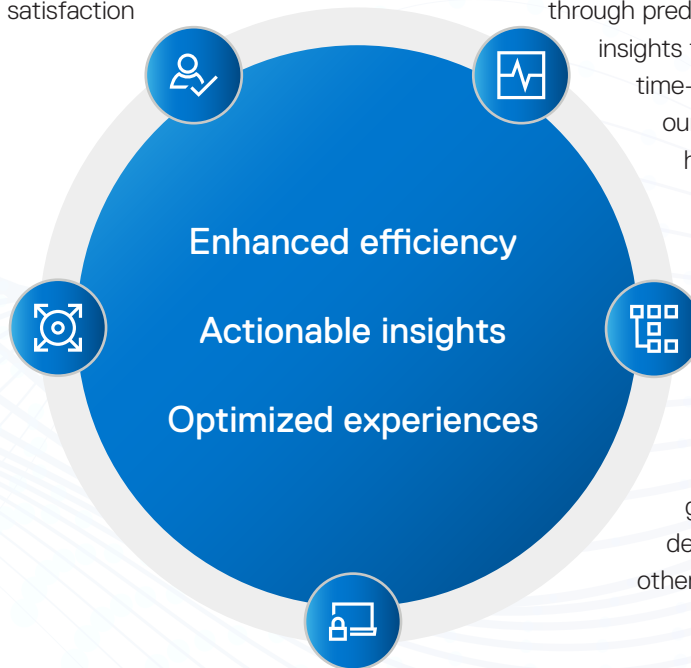 satisfaction
through pred
insights
time-
ou
h
Enhanced efficiency
Actionable insights
Optimized experiences
g
de
other